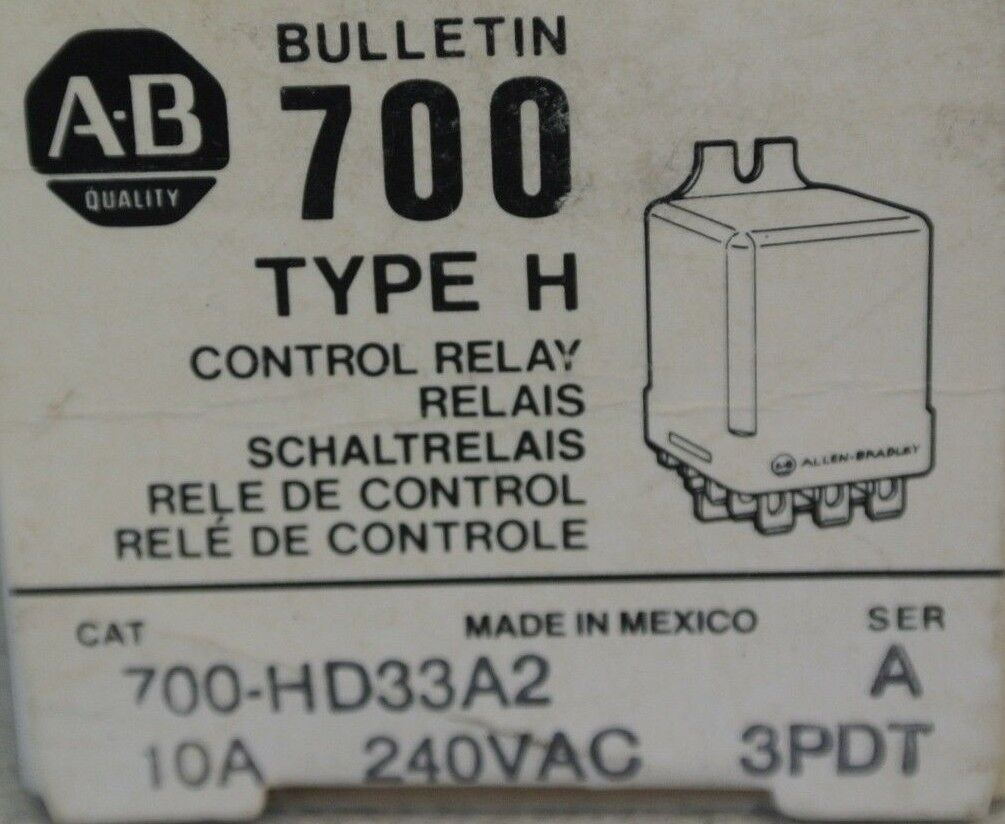 A-B
QUALITY
BULLETIN
700
TYPE H
CONTROL RELAY
RELAIS
SCHALTRELAIS
RELE DE CONTROL
RELÉ DE CONTROLE
A-B ALLEN-BRADLEY
CAT MADE IN MEXICO SER
700-HD33A2 A
10A 240VAC 3PDT